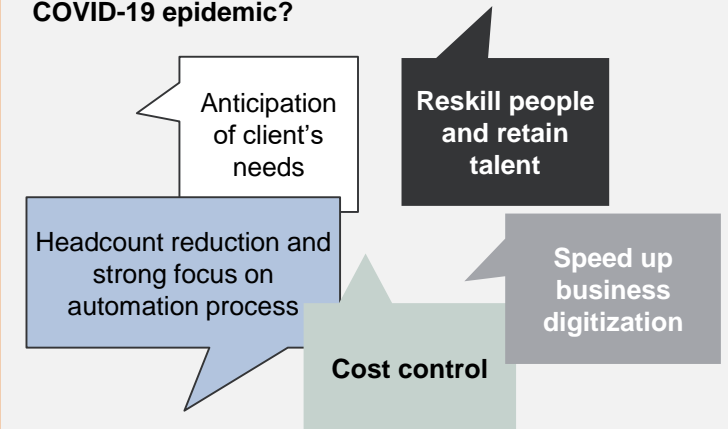 COVID-19 epidemic?
Anticipation
of client's
needs
Reskill people
and retain
talent
Headcount reduction and
strong focus on
automation process
Speed up
business
digitization
Cost control